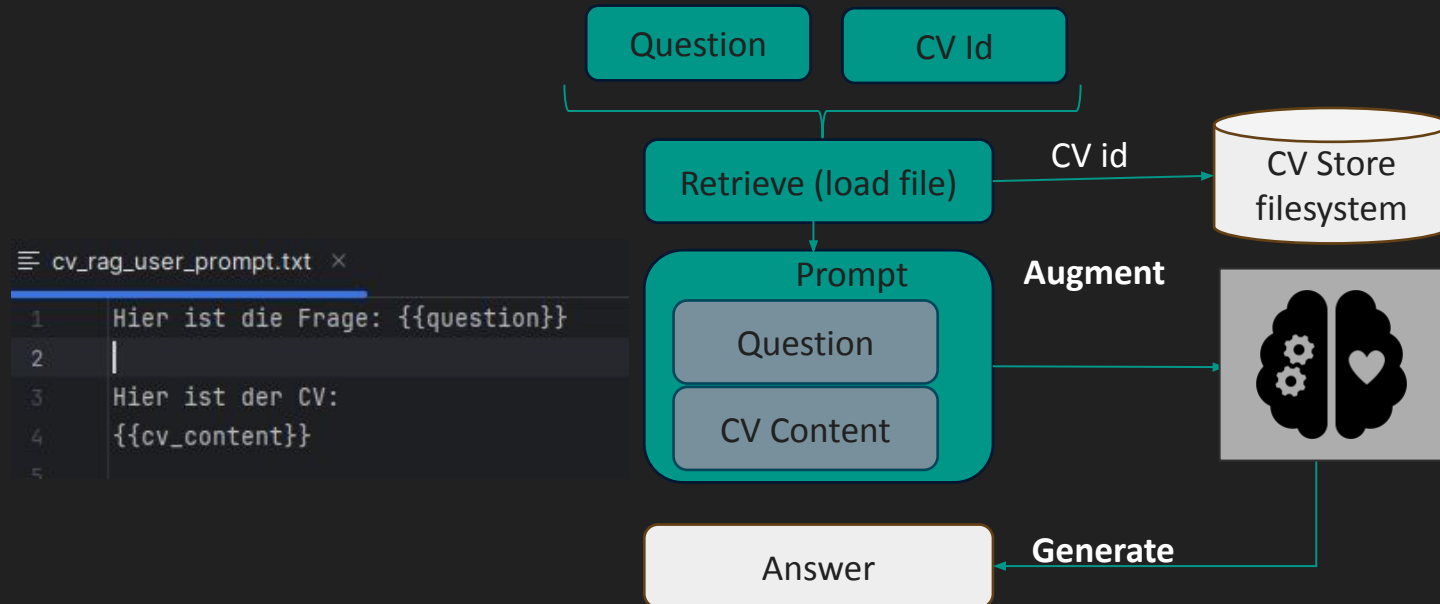 Question
CV Id
Retrieve (load file)
CV id
CV Store
filesystem
cv_rag_user_prompt.txt ×
1 Hier ist die Frage: {{question}}
2
3 Hier ist der CV:
4 {{cv_content}}
5
Prompt
Question
CV Content
Augment
Answer
Generate